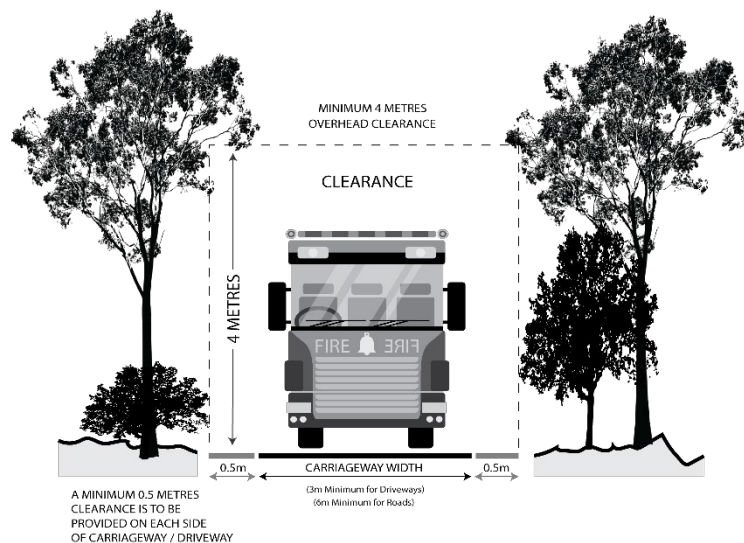 MINIMUM 4 METRES
OVERHEAD CLEARANCE
CLEARANCE
4 METRES
FIRE FIRE
0.5m CARRIAGEWAY WIDTH 0.5m
(3m Minimum for Driveways)
(6m Minimum for Roads)
A MINIMUM 0.5 METRES
CLEARANCE IS TO BE
PROVIDED ON EACH SIDE
OF CARRIAGEWAY / DRIVEWAY